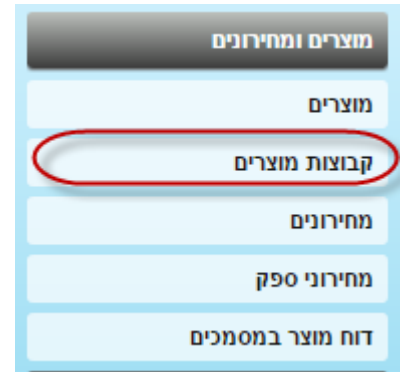 מוצרים ומחירונים
מוצרים
קבוצות מוצרים
מחירונים
מחירוני ספק
דוח מוצר במסמכים